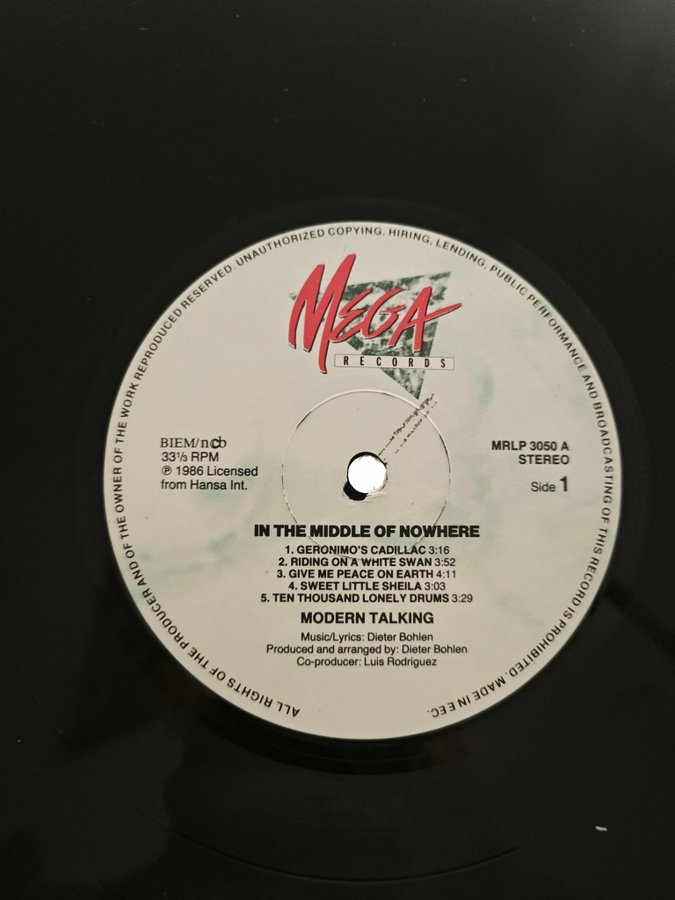 ALL RIGHTS OF THE PRODUCER AND OF THE OWNER OF THE WORK REPRODUCED RESERVED. UNAUTHORIZED COPYING, HIRING, LENDING, PUBLIC PERFORMANCE AND BROADCASTING OF THIS RECORD IS PROHIBITED. MADE IN EEC.
MEGA
RECORDS
BIEM/ncb
33⅓ RPM
℗ 1986 Licensed
from Hansa Int.
MRLP 3050 A
STEREO
Side 1
IN THE MIDDLE OF NOWHERE
1. GERONIMO'S CADILLAC 3:16
2. RIDING ON A WHITE SWAN 3:52
3. GIVE ME PEACE ON EARTH 4:11
4. SWEET LITTLE SHEILA 3:03
5. TEN THOUSAND LONELY DRUMS 3:29
MODERN TALKING
Music/Lyrics: Dieter Bohlen
Produced and arranged by: Dieter Bohlen
Co-producer: Luis Rodriguez